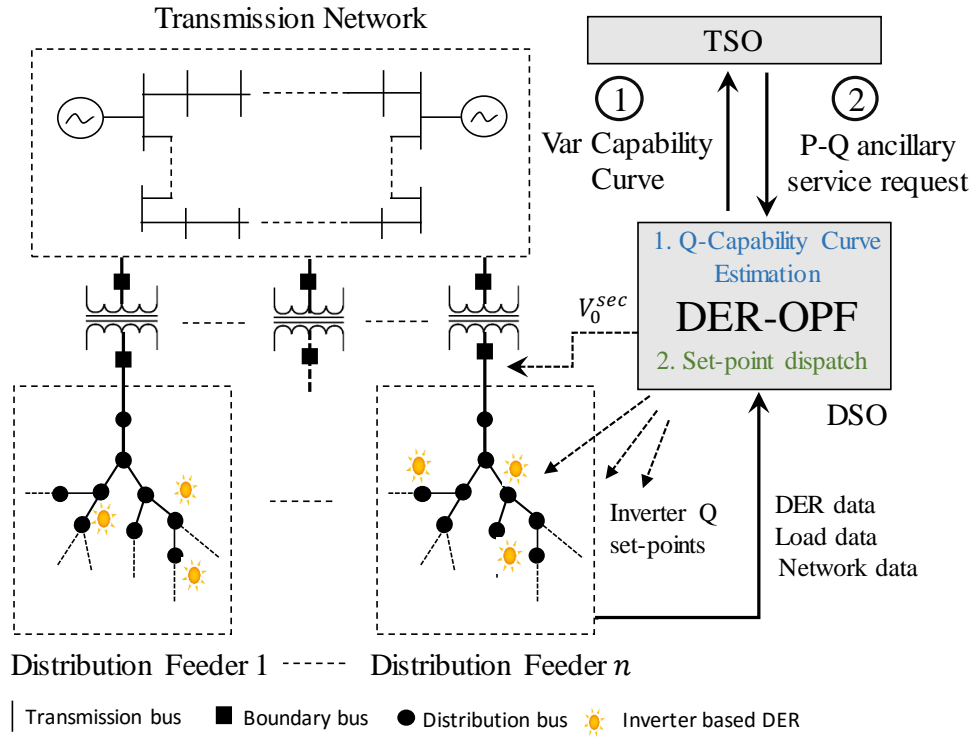 Transmission Network
TSO
1
2
Var Capability
Curve
P-Q ancillary
service request
1. Q-Capability Curve
Estimation
DER-OPF
2. Set-point dispatch
DSO
V_0^{sec}
Inverter Q
set-points
DER data
Load data
Network data
Distribution Feeder 1
Distribution Feeder n
Transmission bus
Boundary bus
Distribution bus
Inverter based DER